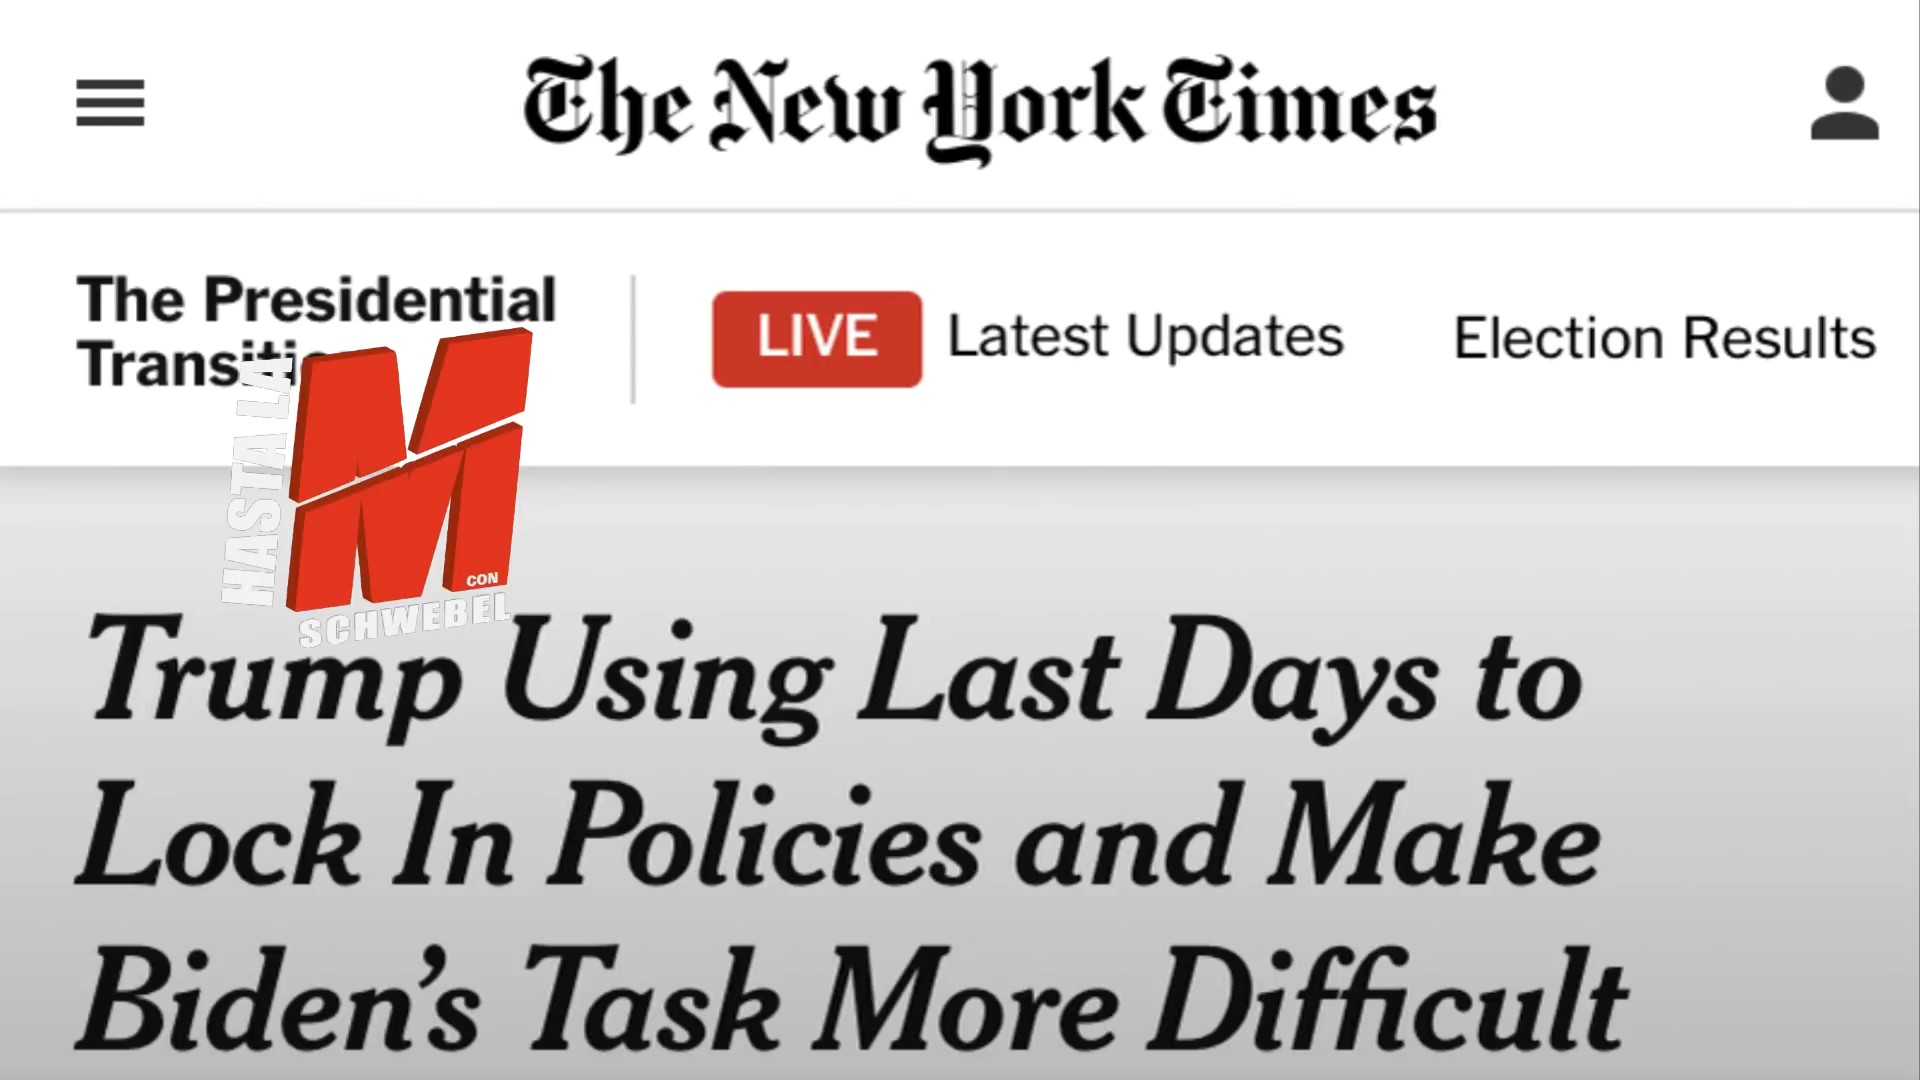 The New York Times
The Presidential
Transitio
LIVE Latest Updates Election Results
HASTA LA
M
CON
SCHWEBEL
Trump Using Last Days to
Lock In Policies and Make
Biden's Task More Difficult